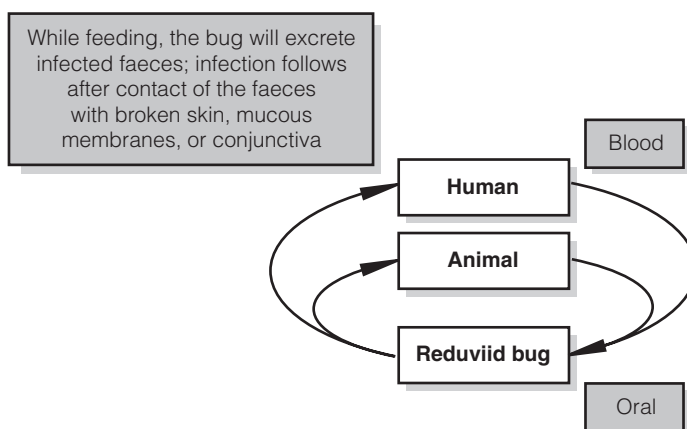 While feeding, the bug will excrete
infected faeces; infection follows
after contact of the faeces
with broken skin, mucous
membranes, or conjunctiva
Blood
Human
Animal
Reduviid bug
Oral